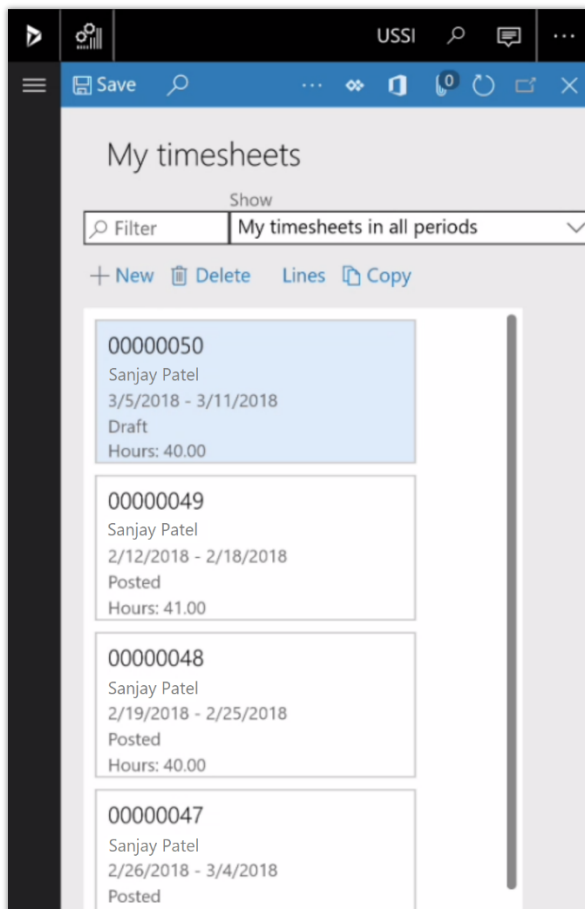 USSI
Save
0
My timesheets
Show
Filter
My timesheets in all periods
New Delete Lines Copy
00000050
Sanjay Patel
3/5/2018 - 3/11/2018
Draft
Hours: 40.00
00000049
Sanjay Patel
2/12/2018 - 2/18/2018
Posted
Hours: 41.00
00000048
Sanjay Patel
2/19/2018 - 2/25/2018
Posted
Hours: 40.00
00000047
Sanjay Patel
2/26/2018 - 3/4/2018
Posted